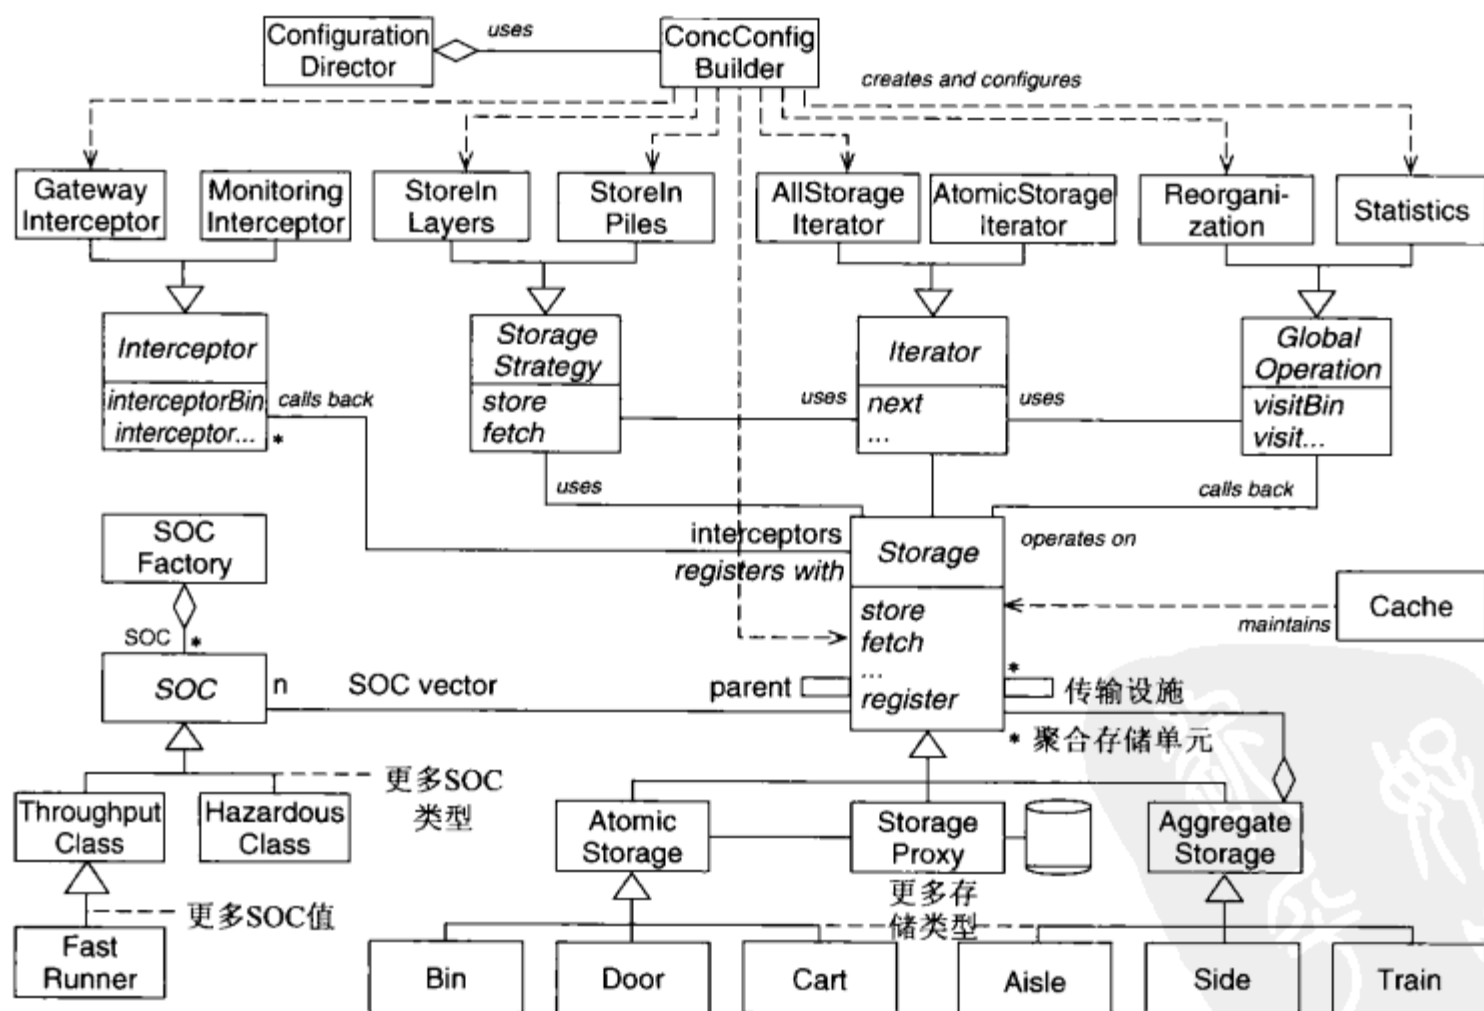 Configuration
Director
uses
ConcConfig
Builder
creates and configures
Gateway
Interceptor
Monitoring
Interceptor
StoreIn
Layers
StoreIn
Piles
AllStorage
Iterator
AtomicStorage
Iterator
Reorgani-
zation
Statistics
Interceptor
interceptorBin
interceptor...
calls back
*
Storage
Strategy
store
fetch
uses
Iterator
next
...
uses
Global
Operation
visitBin
visit...
uses
calls back
SOC
Factory
SOC
*
interceptors
registers with
Storage
operates on
store
fetch
...
register
Cache
maintains
SOC
n
SOC vector
parent
*
传输设施
* 聚合存储单元
更多SOC
类型
Throughput
Class
Hazardous
Class
Atomic
Storage
Storage
Proxy
Aggregate
Storage
更多SOC值
更多存
储类型
Fast
Runner
Bin
Door
Cart
Aisle
Side
Train